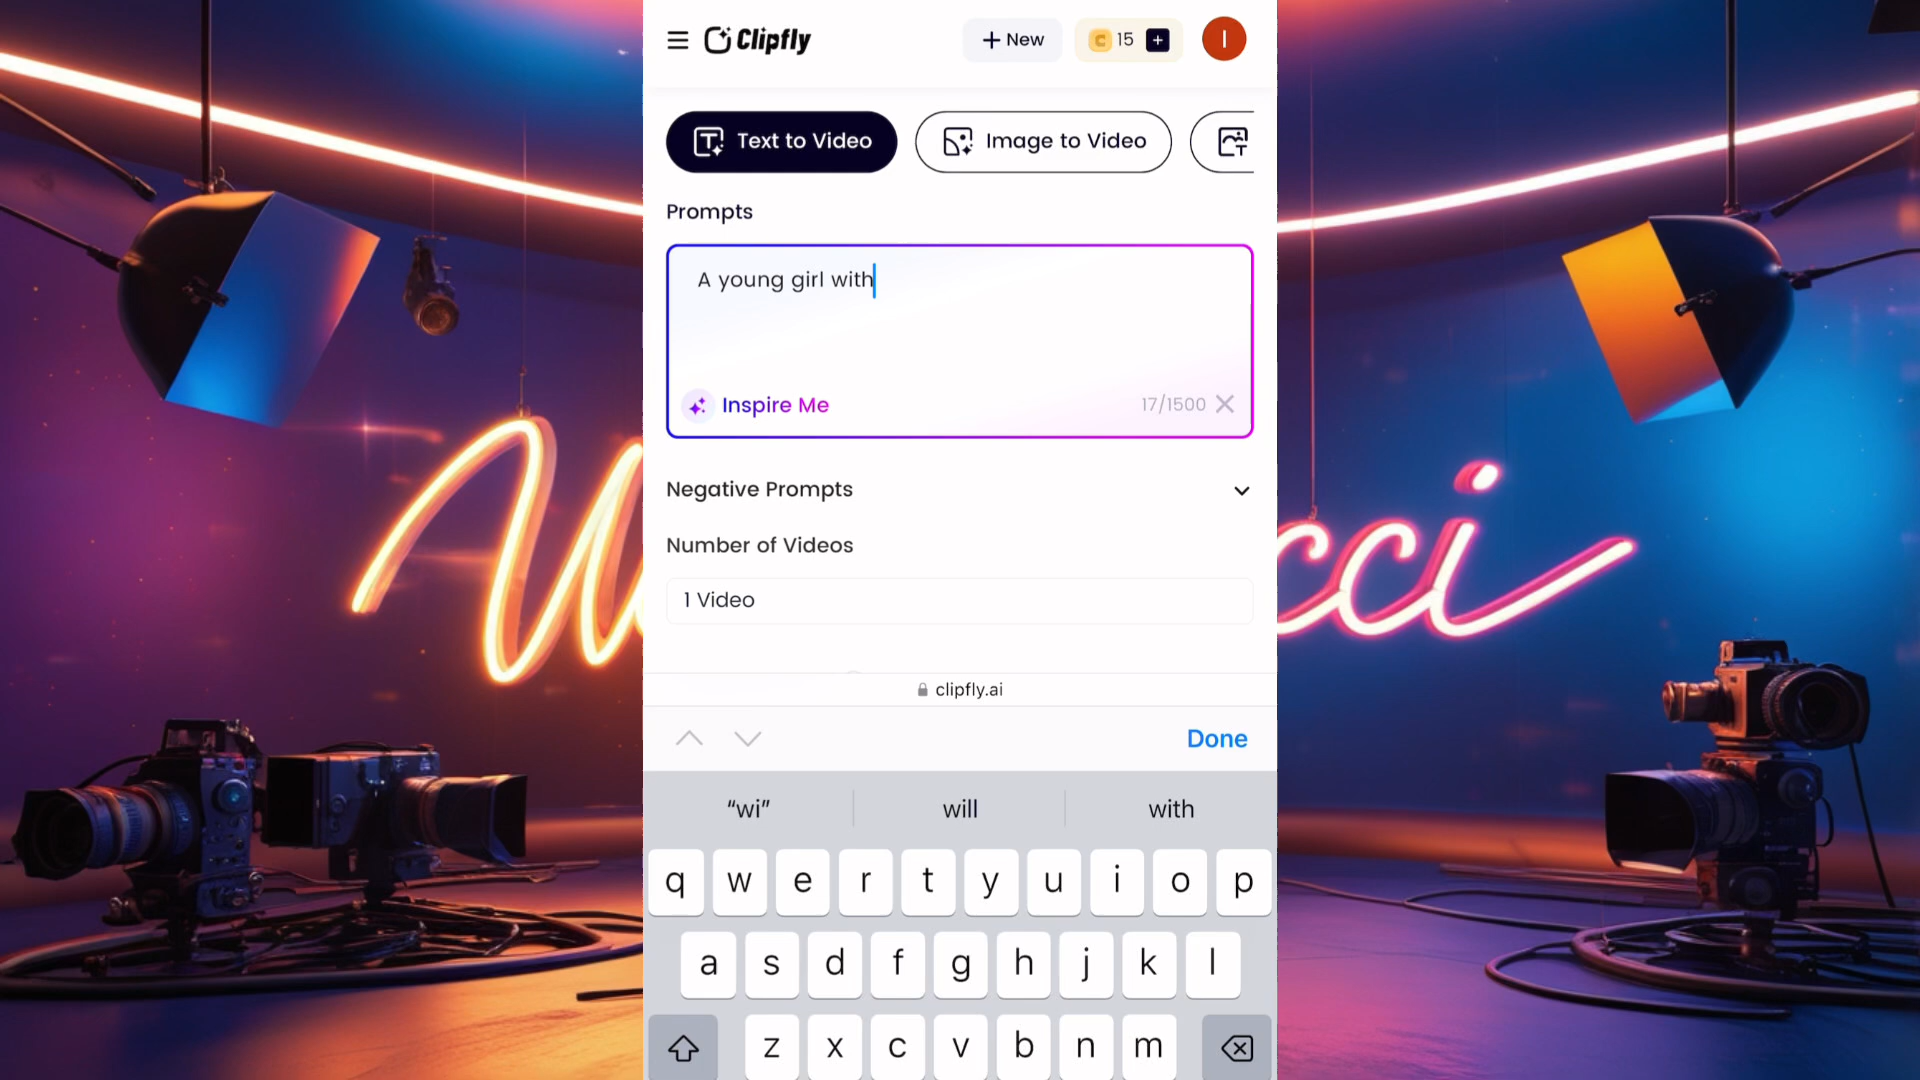 Clipfly
+ New
15
I
Text to Video
Image to Video
Prompts
A young girl with
Inspire Me
17/1500
Negative Prompts
Number of Videos
1 Video
clipfly.ai
Done
“wi”
will
with
q w e r t y u i o p
a s d f g h j k l
z x c v b n m
cci